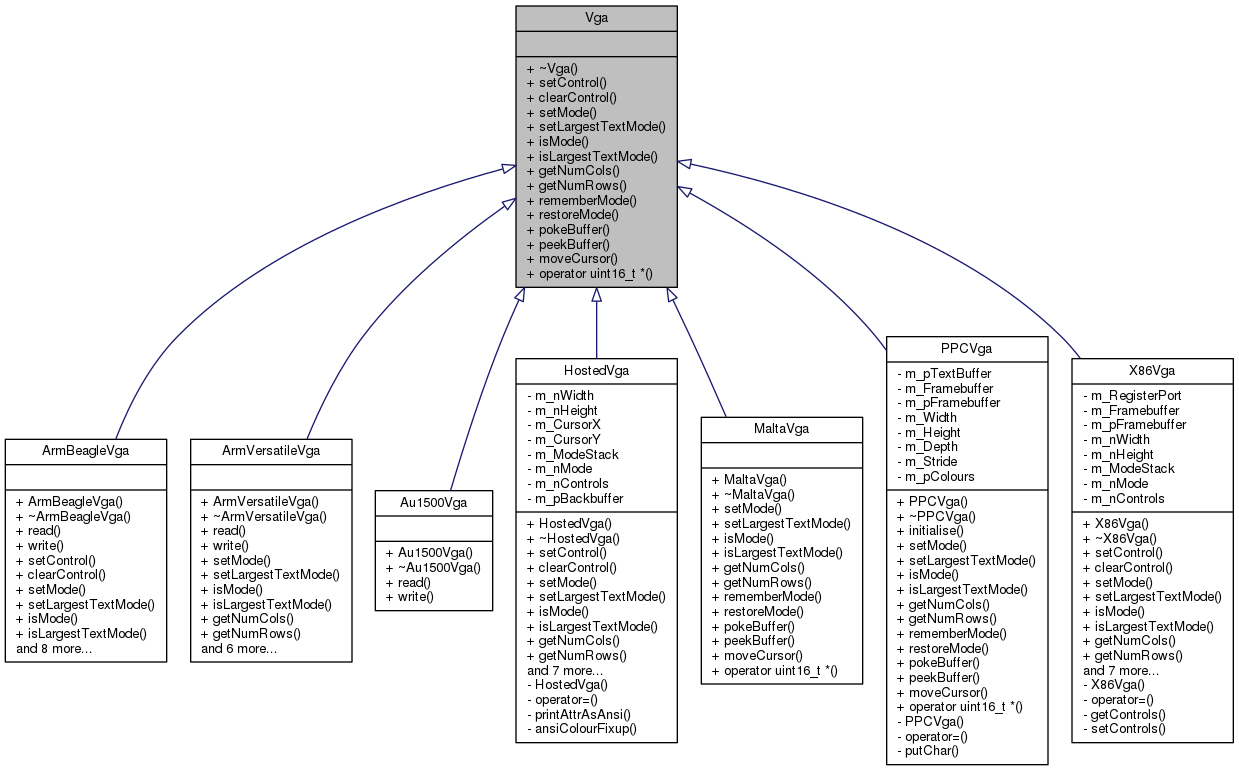 Vga
+ ~Vga()
+ setControl()
+ clearControl()
+ setMode()
+ setLargestTextMode()
+ isMode()
+ isLargestTextMode()
+ getNumCols()
+ getNumRows()
+ rememberMode()
+ restoreMode()
+ pokeBuffer()
+ peekBuffer()
+ moveCursor()
+ operator uint16_t *()
ArmBeagleVga
+ ArmBeagleVga()
+ ~ArmBeagleVga()
+ read()
+ write()
+ setControl()
+ clearControl()
+ setMode()
+ setLargestTextMode()
+ isMode()
+ isLargestTextMode()
and 8 more...
ArmVersatileVga
+ ArmVersatileVga()
+ ~ArmVersatileVga()
+ read()
+ write()
+ setMode()
+ setLargestTextMode()
+ isMode()
+ isLargestTextMode()
+ getNumCols()
+ getNumRows()
and 6 more...
Au1500Vga
+ Au1500Vga()
+ ~Au1500Vga()
+ read()
+ write()
HostedVga
- m_nWidth
- m_nHeight
- m_CursorX
- m_CursorY
- m_ModeStack
- m_nMode
- m_nControls
- m_pBackbuffer
+ HostedVga()
+ ~HostedVga()
+ setControl()
+ clearControl()
+ setMode()
+ setLargestTextMode()
+ isMode()
+ isLargestTextMode()
+ getNumCols()
+ getNumRows()
and 7 more...
- HostedVga()
- operator=()
- printAttrAsAnsi()
- ansiColourFixup()
MaltaVga
+ MaltaVga()
+ ~MaltaVga()
+ setMode()
+ setLargestTextMode()
+ isMode()
+ isLargestTextMode()
+ getNumCols()
+ getNumRows()
+ rememberMode()
+ restoreMode()
+ pokeBuffer()
+ peekBuffer()
+ moveCursor()
+ operator uint16_t *()
PPCVga
- m_pTextBuffer
- m_Framebuffer
- m_pFramebuffer
- m_Width
- m_Height
- m_Depth
- m_Stride
- m_pColours
+ PPCVga()
+ ~PPCVga()
+ initialise()
+ setMode()
+ setLargestTextMode()
+ isMode()
+ isLargestTextMode()
+ getNumCols()
+ getNumRows()
+ rememberMode()
+ restoreMode()
+ pokeBuffer()
+ peekBuffer()
+ moveCursor()
+ operator uint16_t *()
- PPCVga()
- operator=()
- putChar()
X86Vga
- m_RegisterPort
- m_Framebuffer
- m_pFramebuffer
- m_nWidth
- m_nHeight
- m_ModeStack
- m_nMode
- m_nControls
+ X86Vga()
+ ~X86Vga()
+ setControl()
+ clearControl()
+ setMode()
+ setLargestTextMode()
+ isMode()
+ isLargestTextMode()
+ getNumCols()
+ getNumRows()
and 7 more...
- X86Vga()
- operator=()
- getControls()
- setControls()